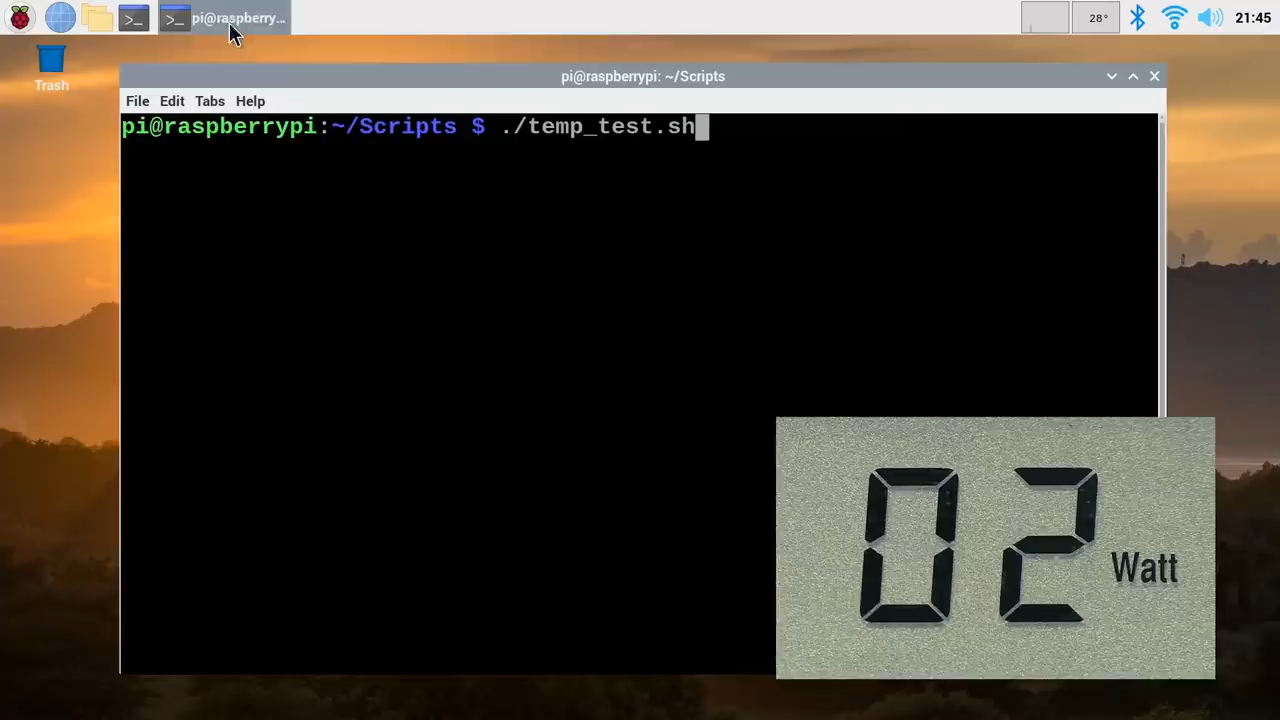 pi@raspberry…
28°
21:45
Trash
pi@raspberrypi: ~/Scripts
File Edit Tabs Help
pi@raspberrypi:~/Scripts $ ./temp_test.sh
02 Watt